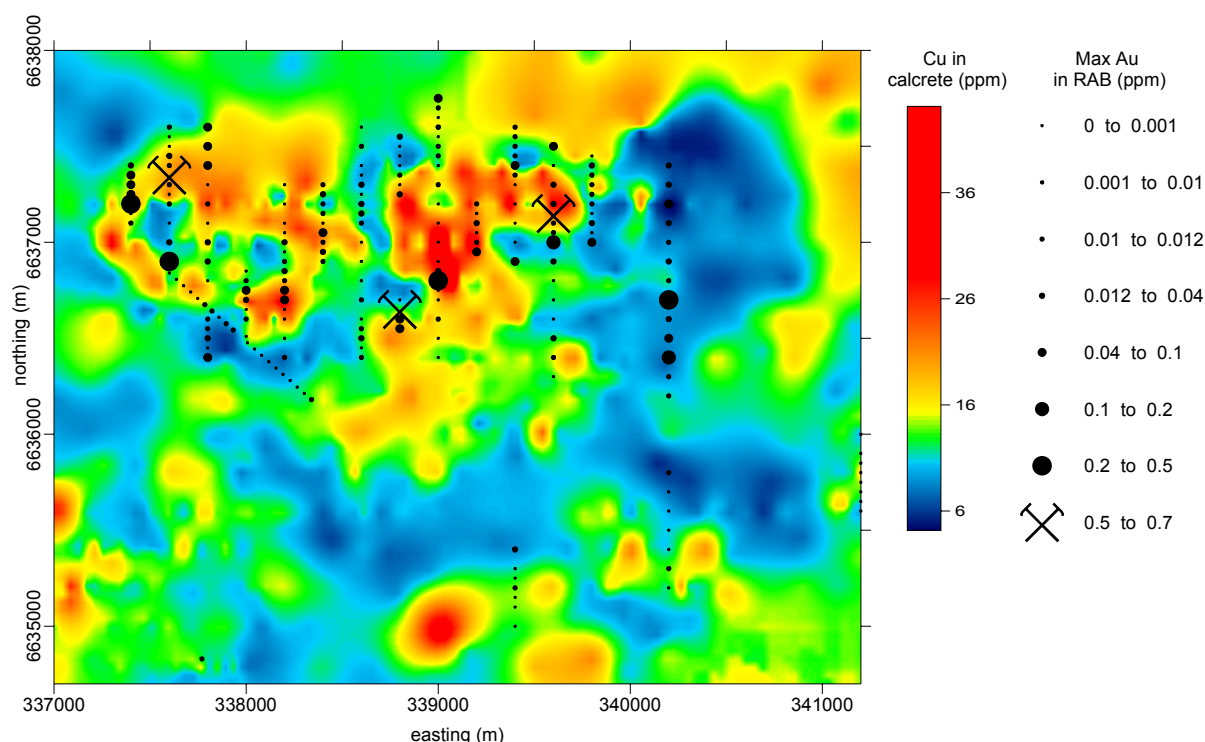 6638000
6637000
6636000
6635000
northing (m)
337000
338000
339000
340000
341000
easting (m)
Cu in
calcrete (ppm)
36
26
16
6
Max Au
in RAB (ppm)
0 to 0.001
0.001 to 0.01
0.01 to 0.012
0.012 to 0.04
0.04 to 0.1
0.1 to 0.2
0.2 to 0.5
0.5 to 0.7